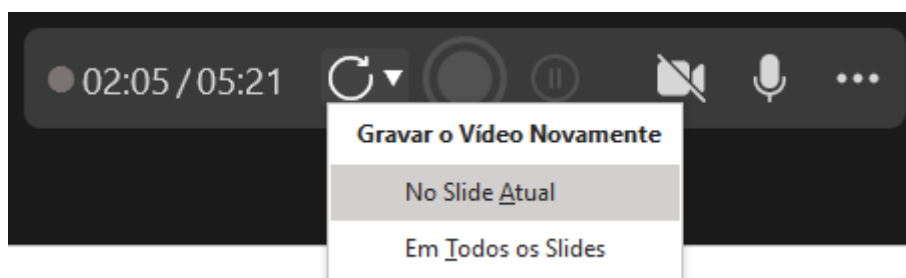 02:05 / 05:21
Gravar o Vídeo Novamente
No Slide Atual
Em Todos os Slides